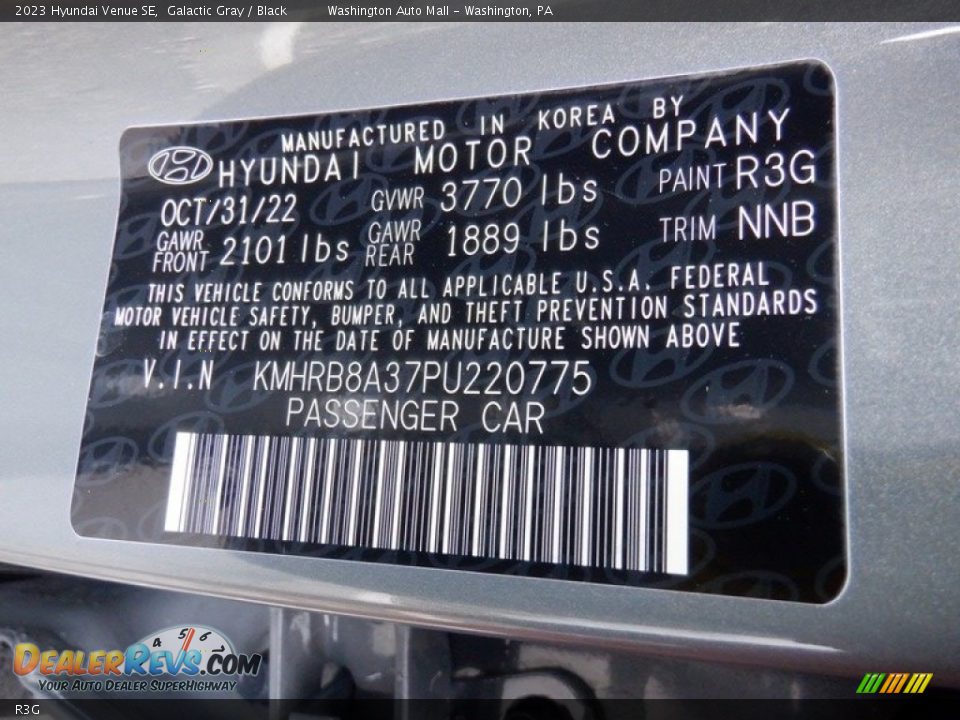 2023 Hyundai Venue SE, Galactic Gray / Black Washington Auto Mall - Washington, PA
MANUFACTURED IN KOREA BY
HYUNDAI MOTOR COMPANY
OCT/31/22 GVWR 3770 lbs PAINT R3G
GAWR FRONT 2101 lbs GAWR REAR 1889 lbs TRIM NNB
THIS VEHICLE CONFORMS TO ALL APPLICABLE U.S.A. FEDERAL
MOTOR VEHICLE SAFETY, BUMPER, AND THEFT PREVENTION STANDARDS
IN EFFECT ON THE DATE OF MANUFACTURE SHOWN ABOVE
V.I.N KMHRB8A37PU220775
PASSENGER CAR
4 5 6
DEALERREVS.COM
YOUR AUTO DEALER SUPERHIGHWAY
R3G